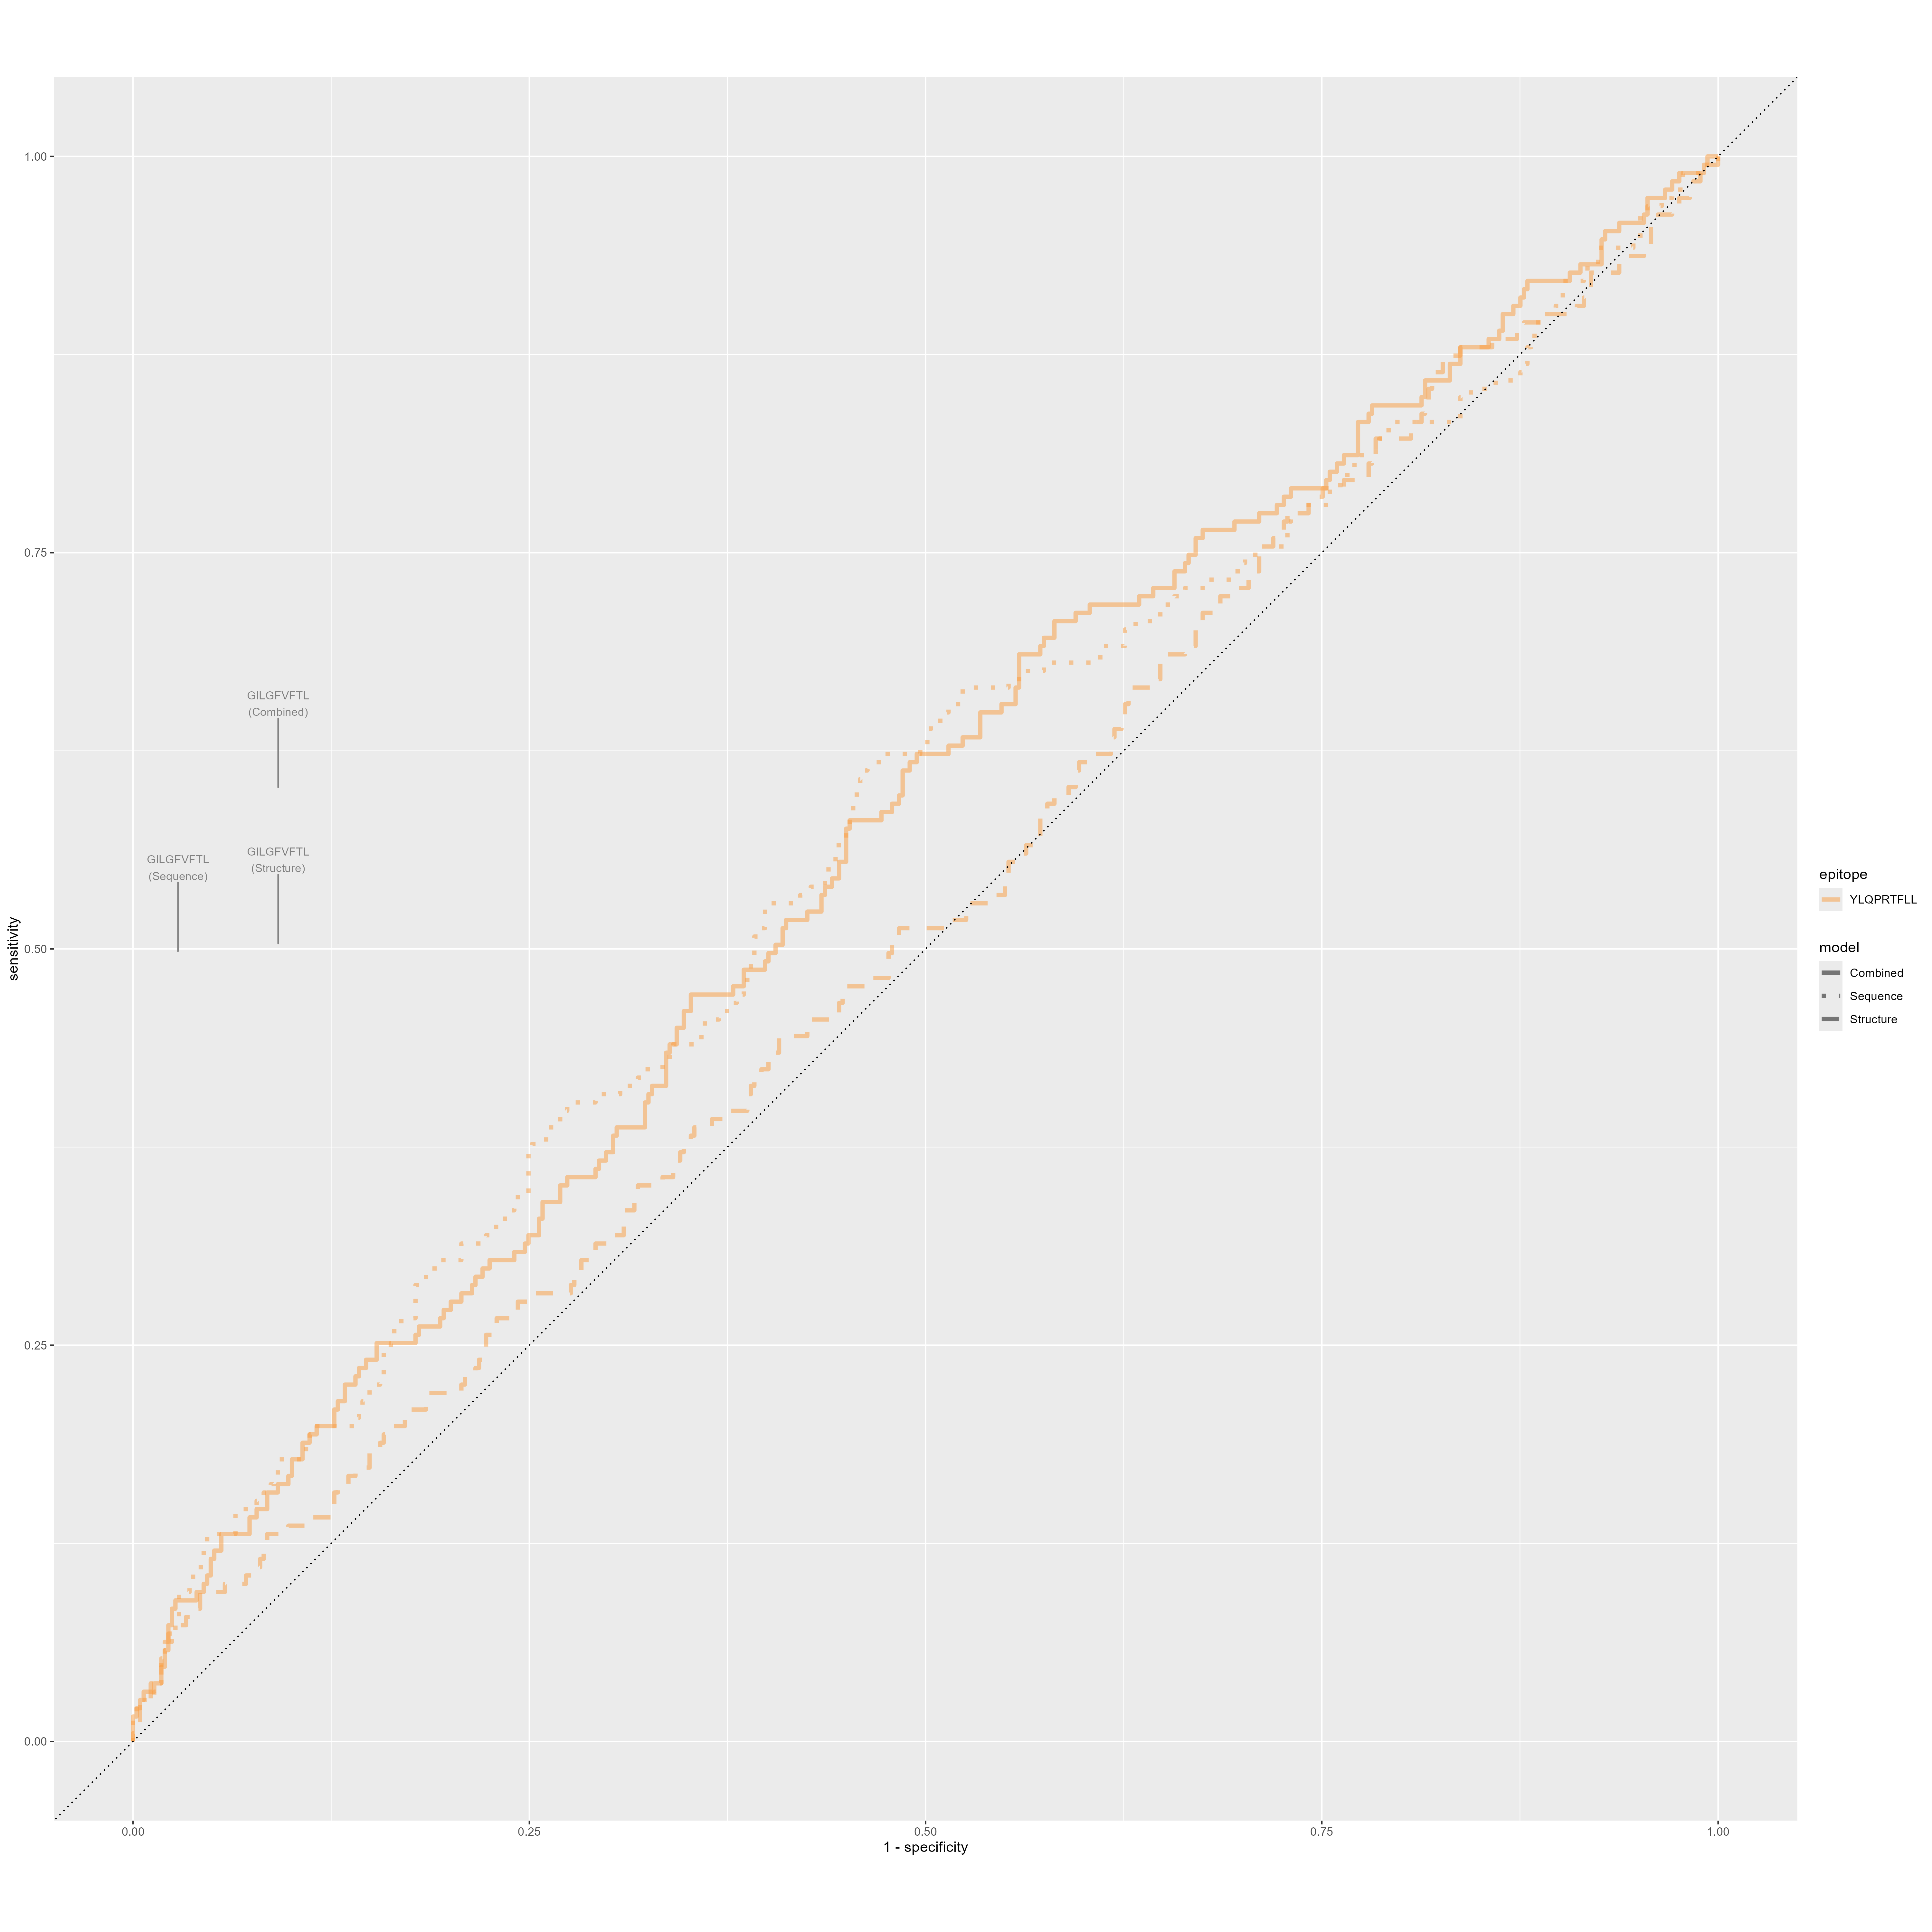 1.00
0.75
0.50
0.25
0.00
sensitivity
GILGFVFTL
(Combined)
GILGFVFTL
(Sequence)
GILGFVFTL
(Structure)
0.00
0.25
0.50
0.75
1.00
1 - specificity
epitope
YLQPRTFLL
model
Combined
Sequence
Structure